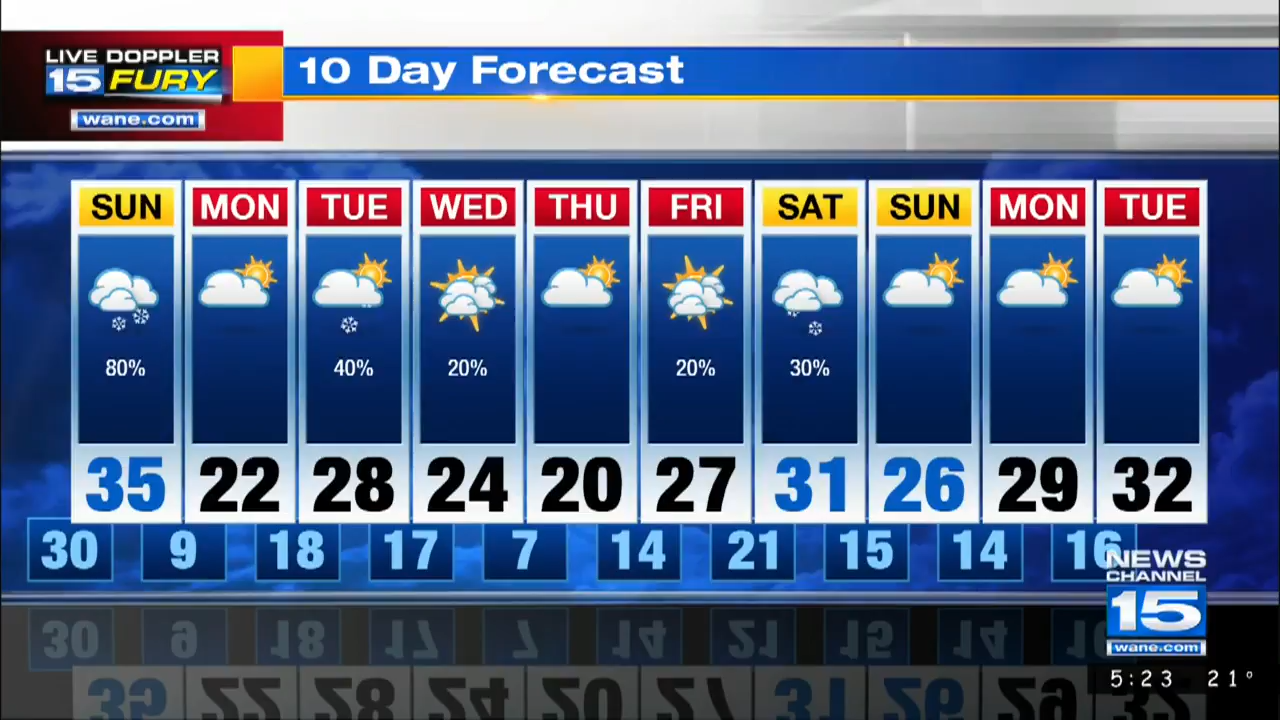 LIVE DOPPLER
15 FURY
wane.com
10 Day Forecast
SUN MON TUE WED THU FRI SAT SUN MON TUE
80% 40% 20% 20% 30%
35 22 28 24 20 27 31 26 29 32
30 9 18 17 7 14 21 15 14 16
NEWS
CHANNEL
15
wane.com
5:23 21°